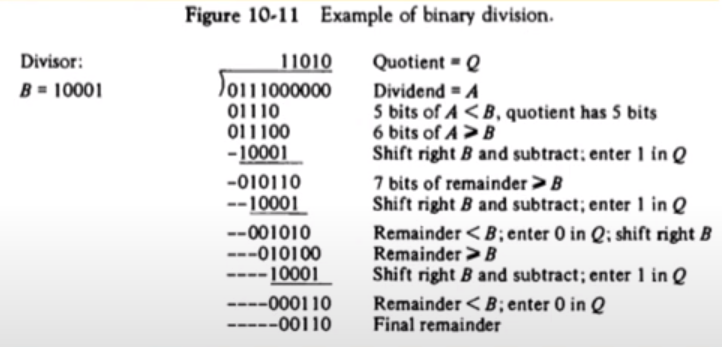 Figure 10-11 Example of binary division.
Divisor: 11010 Quotient = Q
B = 10001 )0111000000 Dividend = A
01110 5 bits of A < B, quotient has 5 bits
011100 6 bits of A ⩾ B
-10001 Shift right B and subtract; enter 1 in Q
-010110 7 bits of remainder ⩾ B
--10001 Shift right B and subtract; enter 1 in Q
--001010 Remainder < B; enter 0 in Q; shift right B
---010100 Remainder ⩾ B
----10001 Shift right B and subtract; enter 1 in Q
----000110 Remainder < B; enter 0 in Q
-----00110 Final remainder